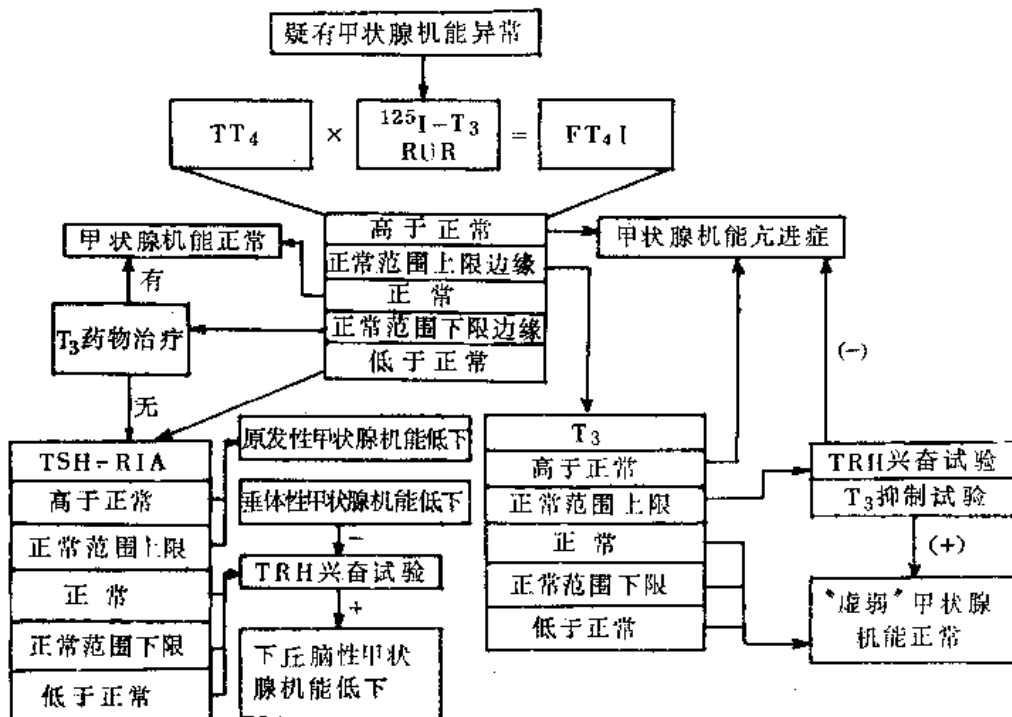 疑有甲状腺机能异常
TT₄ × ¹²⁵I-T₃ RUR = FT₄I
高于正常
正常范围上限边缘
正常
正常范围下限边缘
低于正常
甲状腺机能正常
甲状腺机能亢进症
有
T₃药物治疗
无
(-)
TSH-RIA
高于正常
正常范围上限
正常
正常范围下限
低于正常
原发性甲状腺机能低下
垂体性甲状腺机能低下
-
TRH兴奋试验
+
下丘脑性甲状
腺机能低下
T₃
高于正常
正常范围上限
正常
正常范围下限
低于正常
TRH兴奋试验
T₃抑制试验
(+)
“虚弱”甲状腺
机能正常